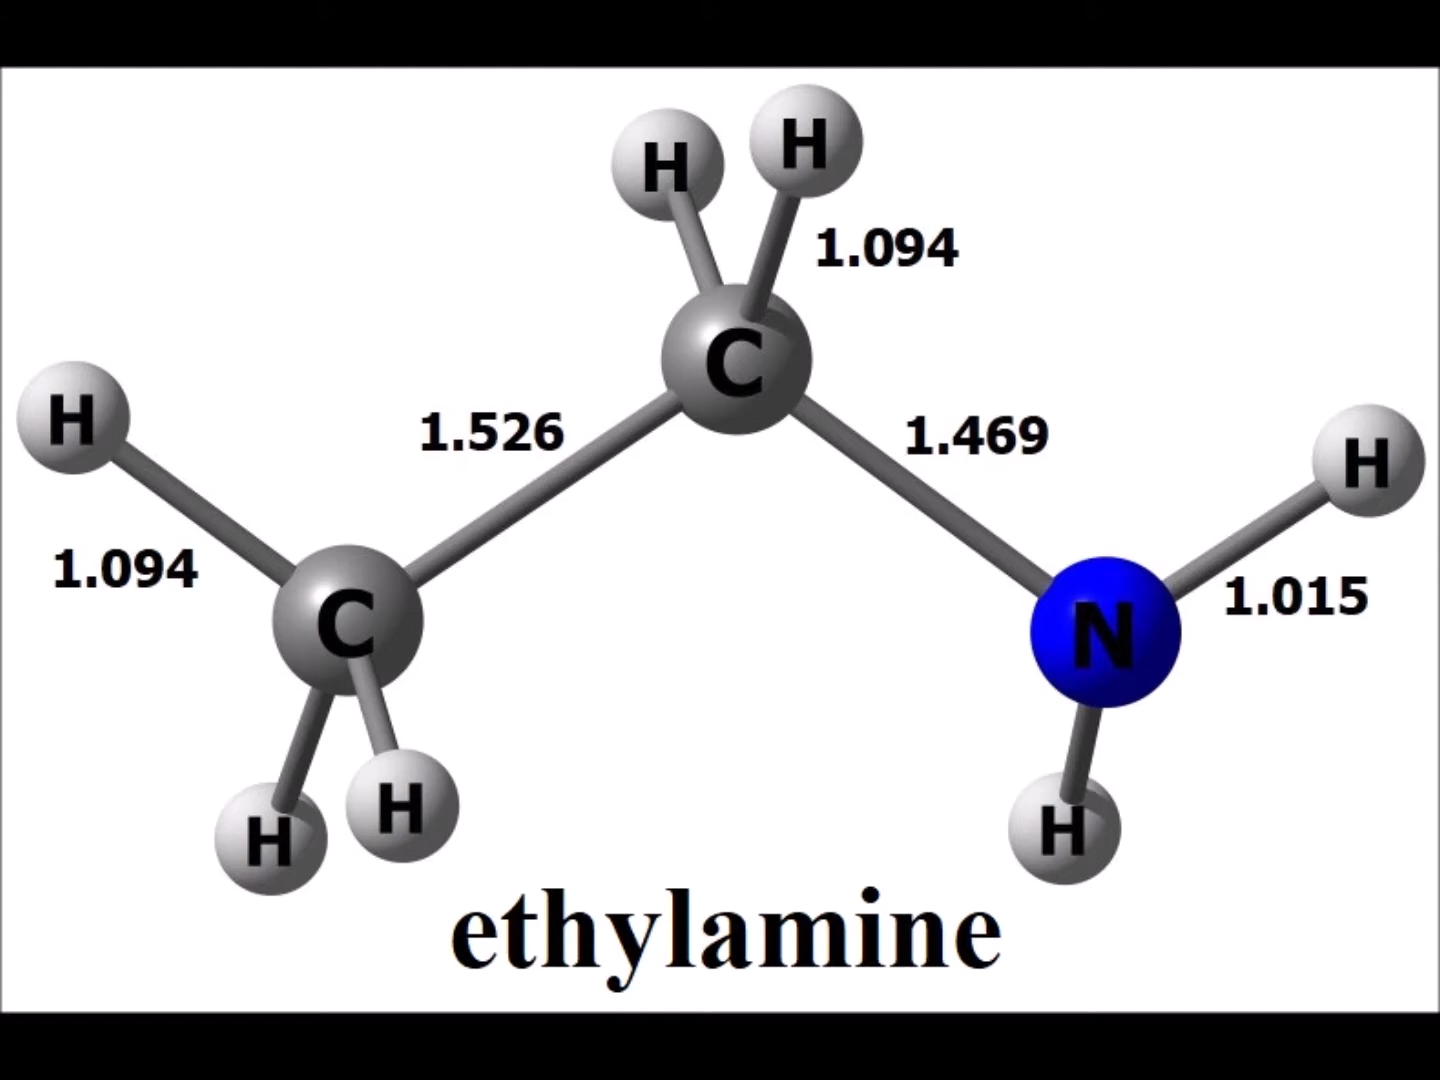 H H
1.094
C
H 1.526 1.469 H
1.094 C N 1.015
H H H
ethylamine